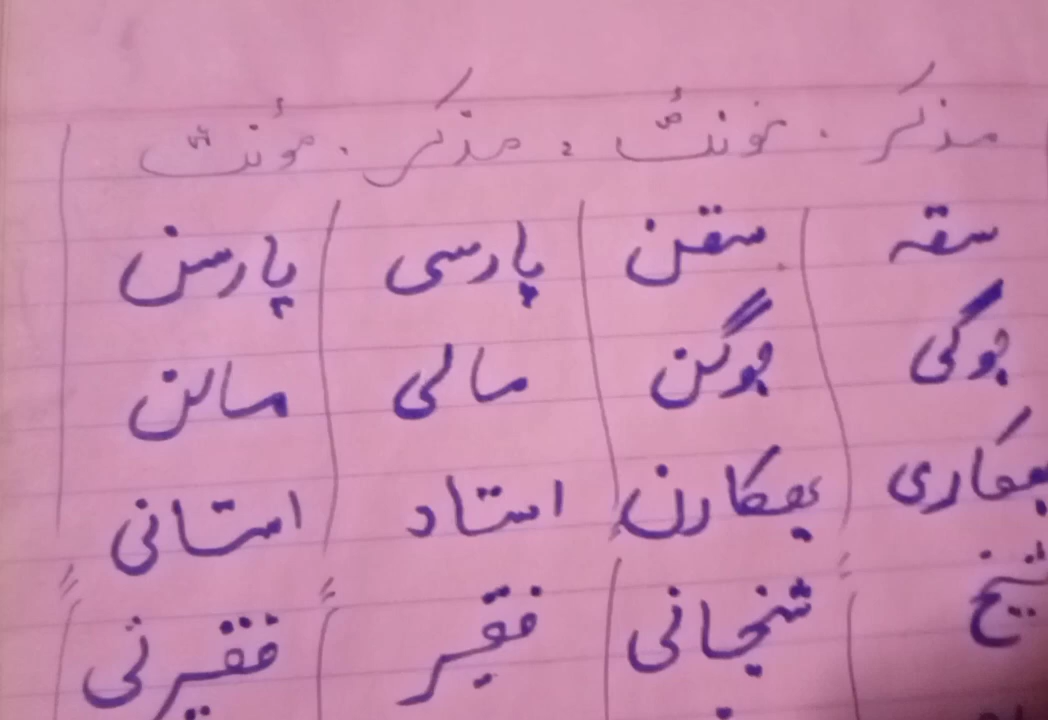 مذکر . مؤنث . مذکر . مؤنث
سقہ سقن پارسی پارسن
جوگی جوگن مالی مالن
بھکاری بھکارن استاد استانی
شیخ شیخانی فقیر فقیرنی